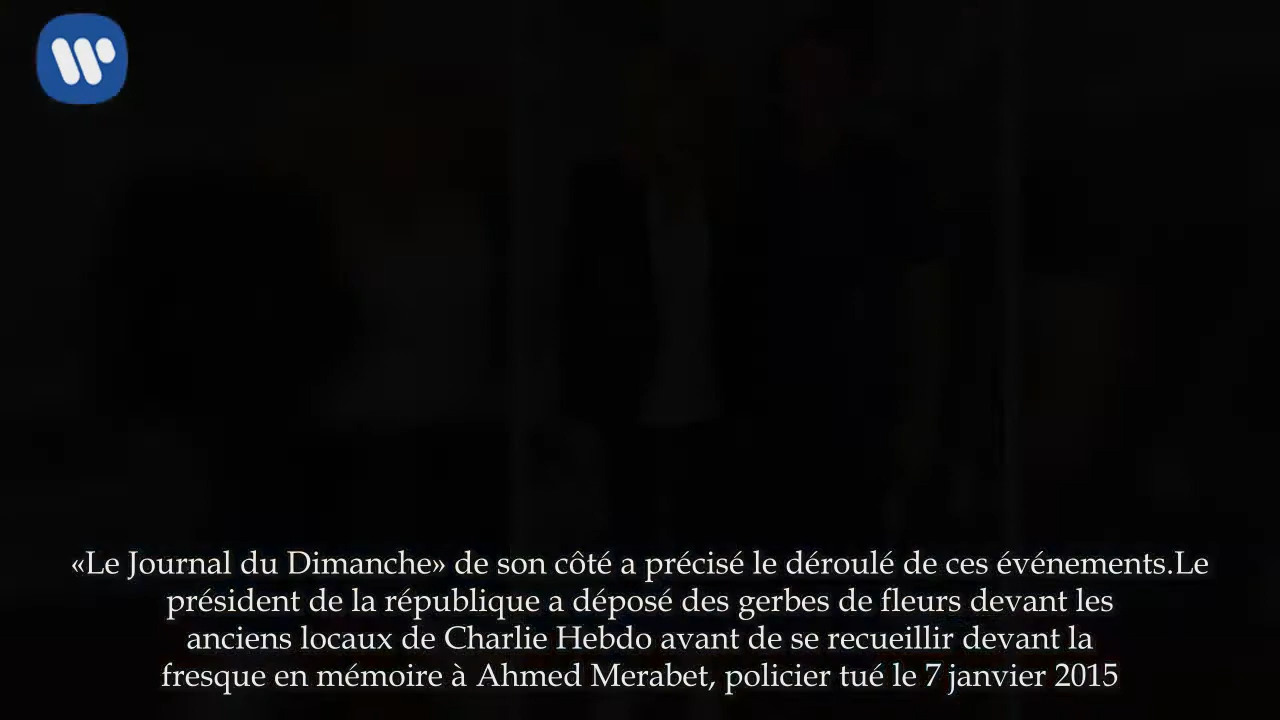 «Le Journal du Dimanche» de son côté a précisé le déroulé de ces événements.Le
président de la république a déposé des gerbes de fleurs devant les
anciens locaux de Charlie Hebdo avant de se recueillir devant la
fresque en mémoire à Ahmed Merabet, policier tué le 7 janvier 2015